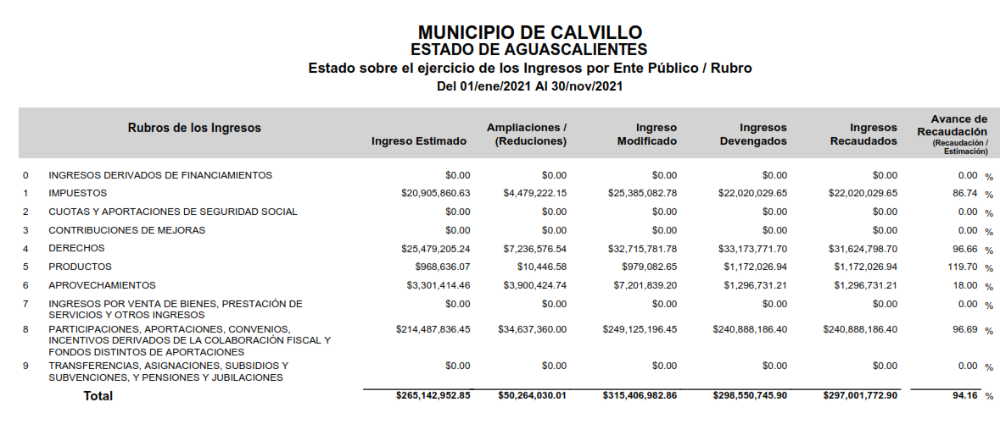 MUNICIPIO DE CALVILLO
ESTADO DE AGUASCALIENTES
Estado sobre el ejercicio de los Ingresos por Ente Público / Rubro
Del 01/ene/2021 Al 30/nov/2021
Rubros de los Ingresos
Ingreso Estimado
Ampliaciones /
(Reduciones)
Ingreso
Modificado
Ingresos
Devengados
Ingresos
Recaudados
Avance de
Recaudación
(Recaudación /
Estimación)
0 INGRESOS DERIVADOS DE FINANCIAMIENTOS $0.00 $0.00 $0.00 $0.00 $0.00 0.00 %
1 IMPUESTOS $20,905,860.63 $4,479,222.15 $25,385,082.78 $22,020,029.65 $22,020,029.65 86.74 %
2 CUOTAS Y APORTACIONES DE SEGURIDAD SOCIAL $0.00 $0.00 $0.00 $0.00 $0.00 0.00 %
3 CONTRIBUCIONES DE MEJORAS $0.00 $0.00 $0.00 $0.00 $0.00 0.00 %
4 DERECHOS $25,479,205.24 $7,236,576.54 $32,715,781.78 $33,173,771.70 $31,624,798.70 96.66 %
5 PRODUCTOS $968,636.07 $10,446.58 $979,082.65 $1,172,026.94 $1,172,026.94 119.70 %
6 APROVECHAMIENTOS $3,301,414.46 $3,900,424.74 $7,201,839.20 $1,296,731.21 $1,296,731.21 18.00 %
7 INGRESOS POR VENTA DE BIENES, PRESTACIÓN DE $0.00 $0.00 $0.00 $0.00 $0.00 0.00 %
SERVICIOS Y OTROS INGRESOS
8 PARTICIPACIONES, APORTACIONES, CONVENIOS, $214,487,836.45 $34,637,360.00 $249,125,196.45 $240,888,186.40 $240,888,186.40 96.69 %
INCENTIVOS DERIVADOS DE LA COLABORACIÓN FISCAL Y
FONDOS DISTINTOS DE APORTACIONES
9 TRANSFERENCIAS, ASIGNACIONES, SUBSIDIOS Y $0.00 $0.00 $0.00 $0.00 $0.00 0.00 %
SUBVENCIONES, Y PENSIONES Y JUBILACIONES
Total $265,142,952.85 $50,264,030.01 $315,406,982.86 $298,550,745.90 $297,001,772.90 94.16 %